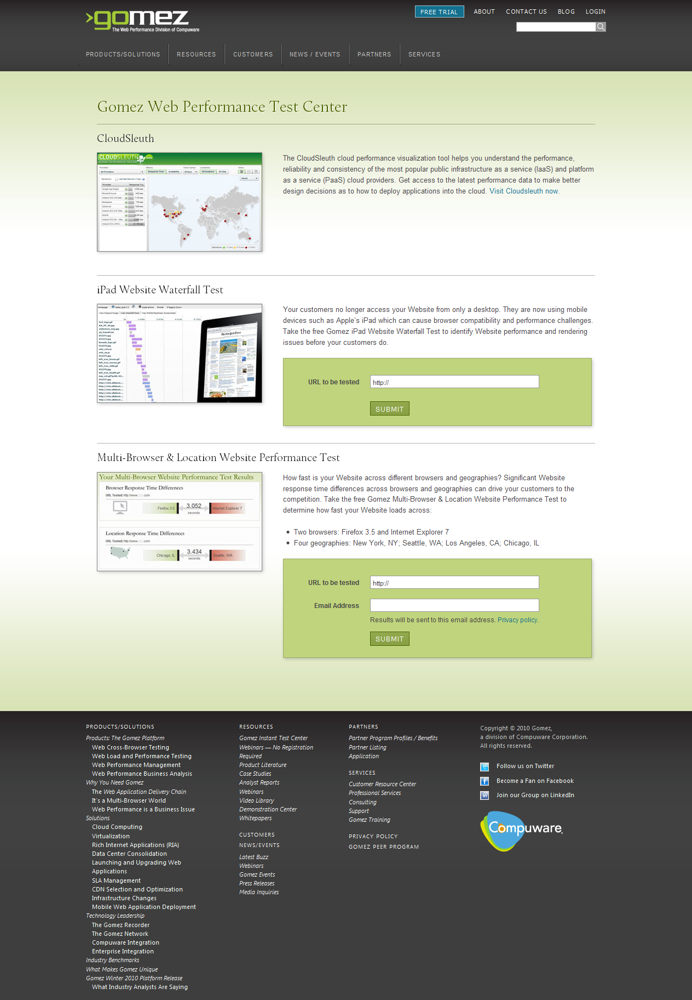 >gomez
The Web Performance Division of Compuware
FREE TRIAL
ABOUT
CONTACT US
BLOG
LOGIN
PRODUCTS/SOLUTIONS
RESOURCES
CUSTOMERS
NEWS / EVENTS
PARTNERS
SERVICES
Gomez Web Performance Test Center
CloudSleuth
CLOUDSLEUTH beta
The CloudSleuth cloud performance visualization tool helps you understand the performance,
reliability and consistency of the most popular public infrastructure as a service (IaaS) and platform
as a service (PaaS) cloud providers. Get access to the latest performance data to make better
design decisions as to how to deploy applications into the cloud. Visit Cloudsleuth now.
iPad Website Waterfall Test
Your customers no longer access your Website from only a desktop. They are now using mobile
devices such as Apple's iPad which can cause browser compatibility and performance challenges.
Take the free Gomez iPad Website Waterfall Test to identify Website performance and rendering
issues before your customers do.
URL to be tested
http://
SUBMIT
Multi-Browser & Location Website Performance Test
Your Multi-Browser Website Performance Test Results
Browser Response Time Differences
URL Tested: http://www. .com
Firefox 3.5
3.052
seconds
Internet Explorer 7
Location Response Time Differences
URL Tested: http://www. .com
Chicago, IL
3.434
seconds
Seattle, WA
How fast is your Website across different browsers and geographies? Significant Website
response time differences across browsers and geographies can drive your customers to the
competition. Take the free Gomez Multi-Browser & Location Website Performance Test to
determine how fast your Website loads across:
• Two browsers: Firefox 3.5 and Internet Explorer 7
• Four geographies: New York, NY; Seattle, WA; Los Angeles, CA; Chicago, IL
URL to be tested
http://
Email Address
Results will be sent to this email address. Privacy policy.
SUBMIT
PRODUCTS/SOLUTIONS
Products: The Gomez Platform
Web Cross-Browser Testing
Web Load and Performance Testing
Web Performance Management
Web Performance Business Analysis
Why You Need Gomez
The Web Application Delivery Chain
It's a Multi-Browser World
Web Performance is a Business Issue
Solutions
Cloud Computing
Virtualization
Rich Internet Applications (RIA)
Data Center Consolidation
Launching and Upgrading Web
Applications
SLA Management
CDN Selection and Optimization
Infrastructure Changes
Mobile Web Application Deployment
Technology Leadership
The Gomez Recorder
The Gomez Network
Compuware Integration
Enterprise Integration
Industry Benchmarks
What Makes Gomez Unique
Gomez Winter 2010 Platform Release
What Industry Analysts Are Saying
RESOURCES
Gomez Instant Test Center
Webinars — No Registration
Required
Product Literature
Case Studies
Analyst Reports
Webinars
Video Library
Demonstration Center
Whitepapers
CUSTOMERS
NEWS/EVENTS
Latest Buzz
Webinars
Gomez Events
Press Releases
Media Inquiries
PARTNERS
Partner Program Profiles / Benefits
Partner Listing
Application
SERVICES
Customer Resource Center
Professional Services
Consulting
Support
Gomez Training
PRIVACY POLICY
GOMEZ PEER PROGRAM
Copyright © 2010 Gomez,
a division of Compuware Corporation.
All rights reserved.
Follow us on Twitter
Become a Fan on Facebook
Join our Group on LinkedIn
Compuware